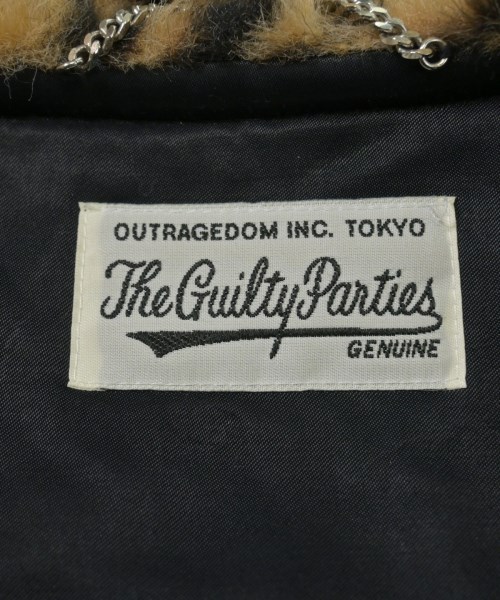 OUTRAGEDOM INC. TOKYO
The Guilty Parties
GENUINE